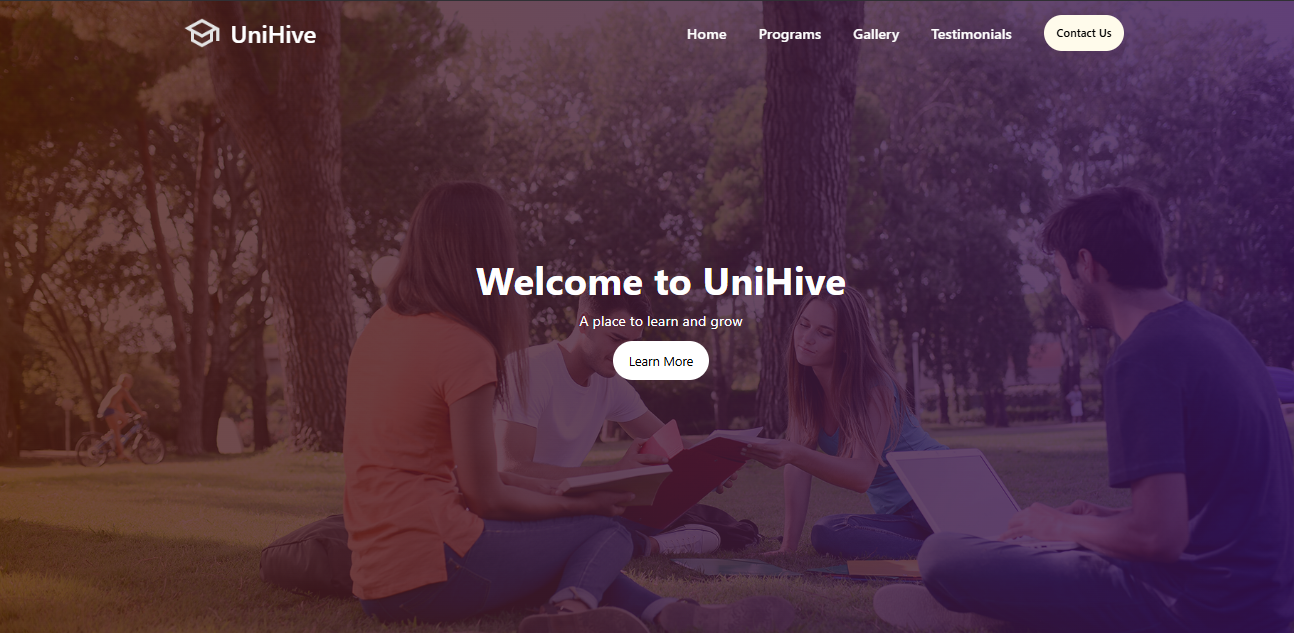 UniHive
Home Programs Gallery Testimonials Contact Us
Welcome to UniHive
A place to learn and grow
Learn More